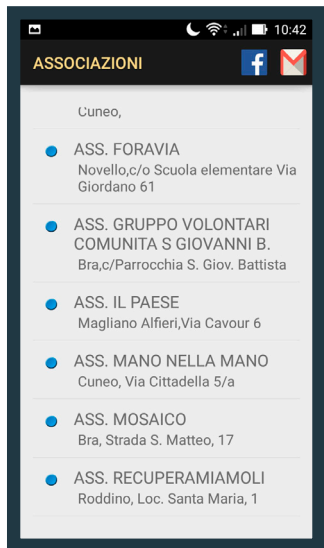 10:42
ASSOCIAZIONI
Cuneo,
ASS. FORAVIA
Novello,c/o Scuola elementare Via
Giordano 61
ASS. GRUPPO VOLONTARI
COMUNITA S GIOVANNI B.
Bra,c/Parrocchia S. Giov. Battista
ASS. IL PAESE
Magliano Alfieri,Via Cavour 6
ASS. MANO NELLA MANO
Cuneo, Via Cittadella 5/a
ASS. MOSAICO
Bra, Strada S. Matteo, 17
ASS. RECUPERAMIAMOLI
Roddino, Loc. Santa Maria, 1